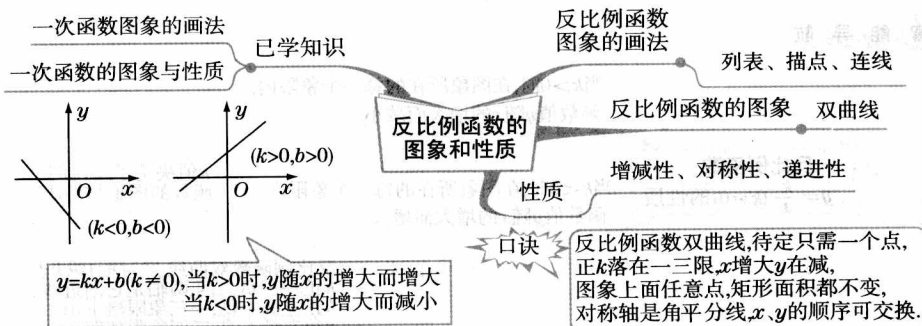 一次函数图象的画法
已学知识
一次函数的图象与性质
y
(k>0,b>0)
O
x
y
O
x
(k<0,b<0)
y=kx+b(k≠0),当k>0时,y随x的增大而增大
当k<0时,y随x的增大而减小
反比例函数的
图象和性质
反比例函数
图象的画法
列表、描点、连线
反比例函数的图象
双曲线
性质
增减性、对称性、递进性
口诀
反比例函数双曲线,待定只需一个点,
正k落在一三限,x增大y在减,
图象上面任意点,矩形面积都不变,
对称轴是角平分线,x、y的顺序可交换.